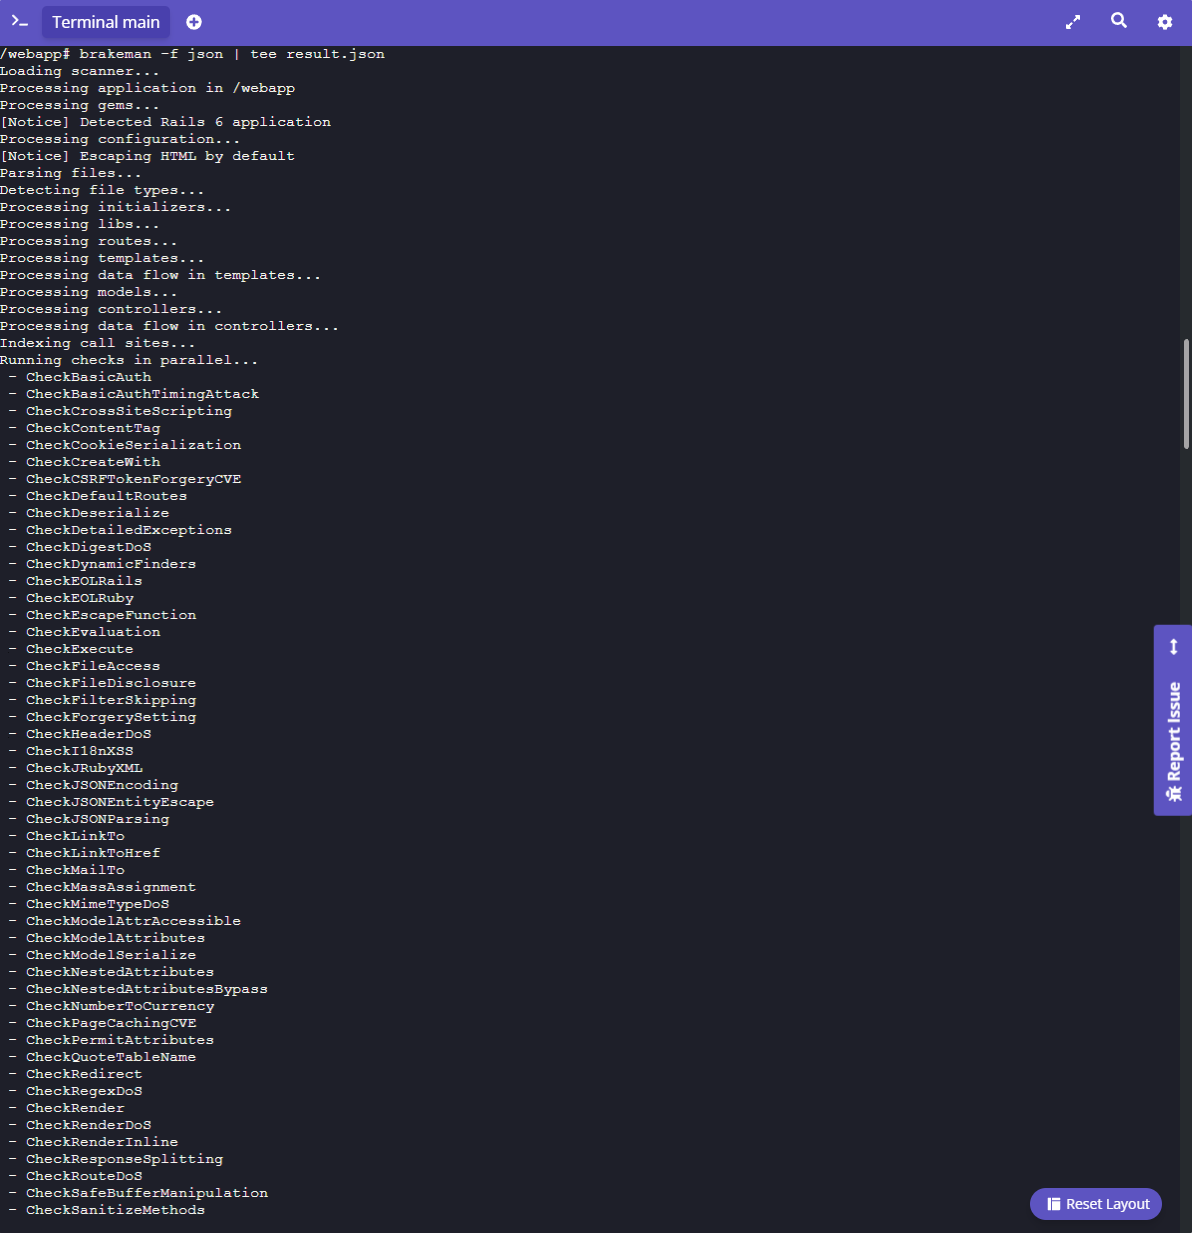 Terminal main
/webapp# brakeman -f json | tee result.json
Loading scanner...
Processing application in /webapp
Processing gems...
[Notice] Detected Rails 6 application
Processing configuration...
[Notice] Escaping HTML by default
Parsing files...
Detecting file types...
Processing initializers...
Processing libs...
Processing routes...
Processing templates...
Processing data flow in templates...
Processing models...
Processing controllers...
Processing data flow in controllers...
Indexing call sites...
Running checks in parallel...
 - CheckBasicAuth
 - CheckBasicAuthTimingAttack
 - CheckCrossSiteScripting
 - CheckContentTag
 - CheckCookieSerialization
 - CheckCreateWith
 - CheckCSRFTokenForgeryCVE
 - CheckDefaultRoutes
 - CheckDeserialize
 - CheckDetailedExceptions
 - CheckDigestDoS
 - CheckDynamicFinders
 - CheckEOLRails
 - CheckEOLRuby
 - CheckEscapeFunction
 - CheckEvaluation
 - CheckExecute
 - CheckFileAccess
 - CheckFileDisclosure
 - CheckFilterSkipping
 - CheckForgerySetting
 - CheckHeaderDoS
 - CheckI18nXSS
 - CheckJRubyXML
 - CheckJSONEncoding
 - CheckJSONEntityEscape
 - CheckJSONParsing
 - CheckLinkTo
 - CheckLinkToHref
 - CheckMailTo
 - CheckMassAssignment
 - CheckMimeTypeDoS
 - CheckModelAttrAccessible
 - CheckModelAttributes
 - CheckModelSerialize
 - CheckNestedAttributes
 - CheckNestedAttributesBypass
 - CheckNumberToCurrency
 - CheckPageCachingCVE
 - CheckPermitAttributes
 - CheckQuoteTableName
 - CheckRedirect
 - CheckRegexDoS
 - CheckRender
 - CheckRenderDoS
 - CheckRenderInline
 - CheckResponseSplitting
 - CheckRouteDoS
 - CheckSafeBufferManipulation
 - CheckSanitizeMethods
Report Issue
Reset Layout